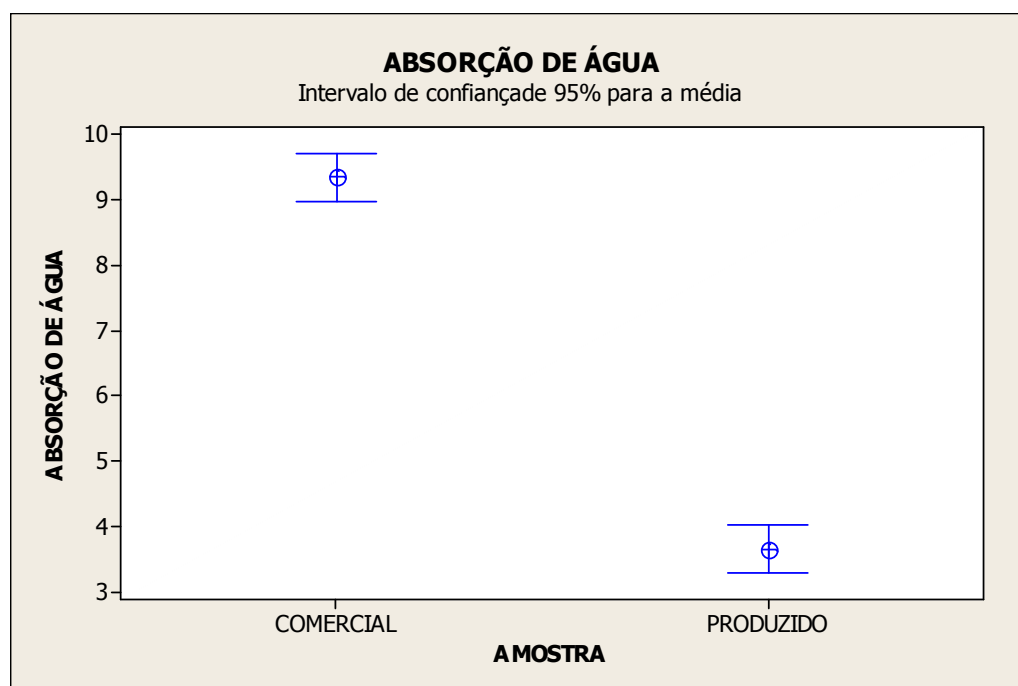 ABSORÇÃO DE ÁGUA
Intervalo de confiançade 95% para a média
ABSORÇÃO DE ÁGUA
10
9
8
7
6
5
4
3
COMERCIAL
PRODUZIDO
AMOSTRA